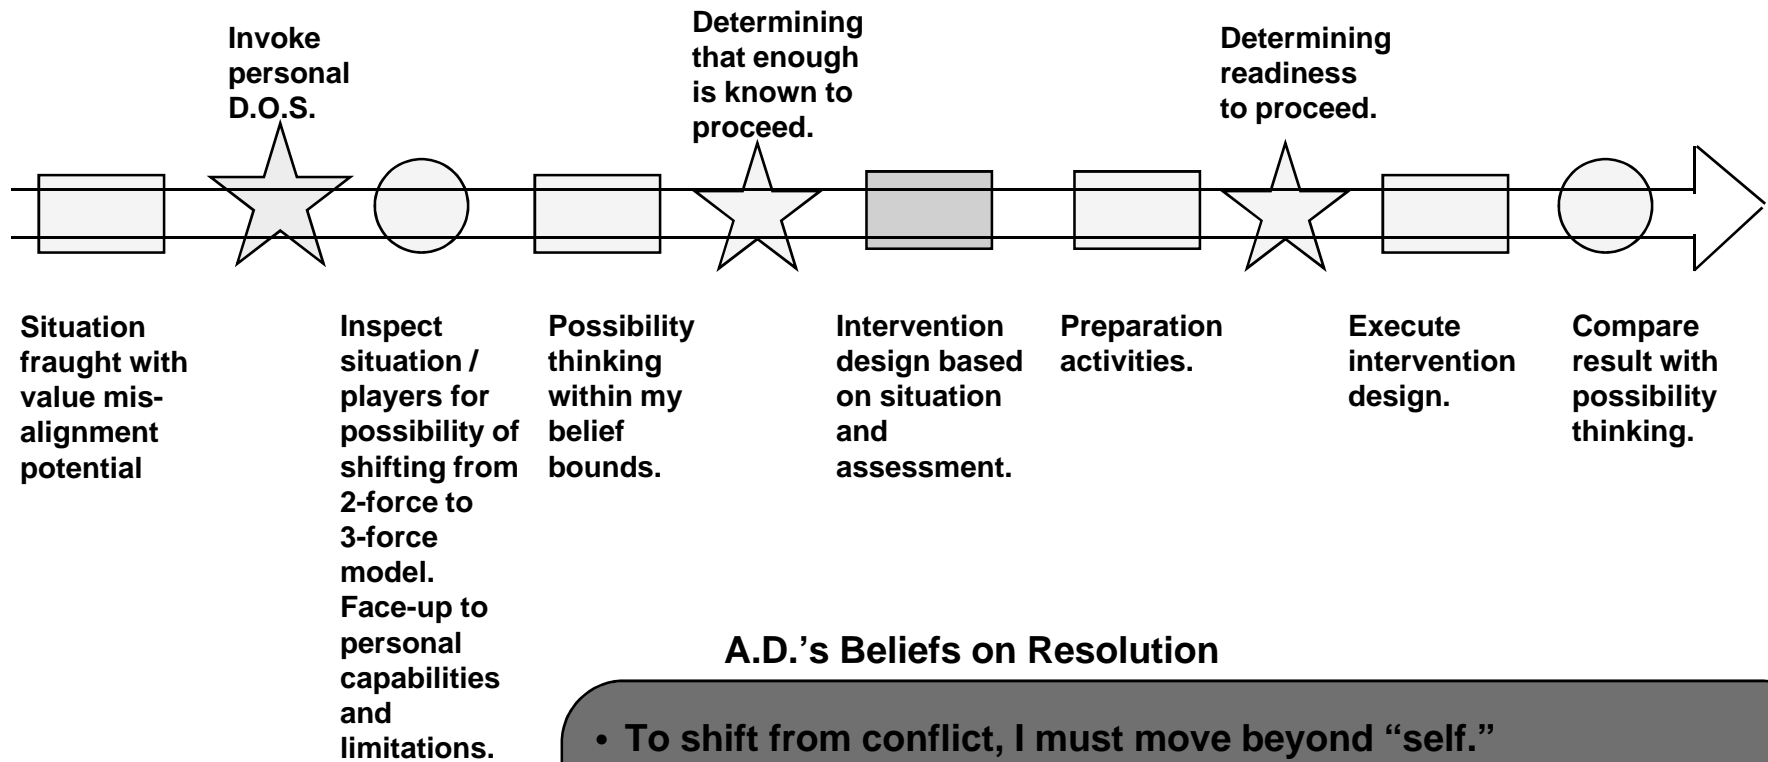 Invoke
personal
D.O.S.
Determining
that enough
is known to
proceed.
Determining
readiness
to proceed.
Situation
fraught with
value mis-
alignment
potential
Inspect
situation /
players for
possibility of
shifting from
2-force to
3-force
model.
Face-up to
personal
capabilities
and
limitations.
Possibility
thinking
within my
belief
bounds.
Intervention
design based
on situation
and
assessment.
Preparation
activities.
Execute
intervention
design.
Compare
result with
possibility
thinking.
A.D.’s Beliefs on Resolution
• To shift from conflict, I must move beyond “self.”